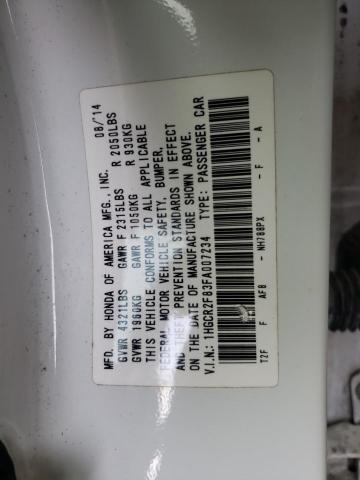 MFD. BY HONDA OF AMERICA MFG., INC. 08/14
GVWR 4321LBS GAWR F 2315LBS R 2050LBS
GVWR 1960KG GAWR F 1050KG R 930KG
THIS VEHICLE CONFORMS TO ALL APPLICABLE
FEDERAL MOTOR VEHICLE SAFETY, BUMPER,
AND THEFT PREVENTION STANDARDS IN EFFECT
ON THE DATE OF MANUFACTURE SHOWN ABOVE.
V.I.N.: 1HGCR2F83FA007234 TYPE: PASSENGER CAR
T2F F AF8 - NH788PX - F - A